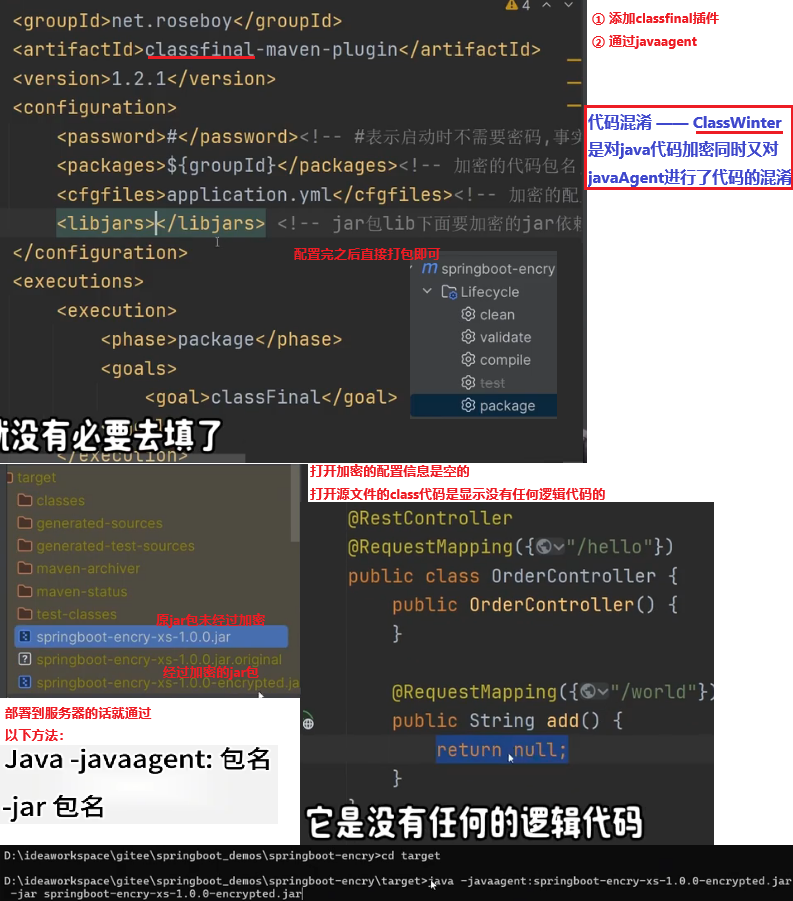 <groupId>net.roseboy</groupId>
<artifactId>classfinal-maven-plugin</artifactId>
<version>1.2.1</version>
<configuration>
<password>#</password><!-- #表示启动时不需要密码,事实
<packages>${groupId}</packages><!-- 加密的代码包名
<cfgfiles>application.yml</cfgfiles><!-- 加密的配
<libjars></libjars> <!-- jar包lib下面要加密的jar依赖
</configuration>
<executions>
<execution>
<phase>package</phase>
<goals>
<goal>classFinal</goal>
</execution>
4
就没有必要去填了
配置完之后直接打包即可
springboot-encry
Lifecycle
clean
validate
compile
test
package
① 添加classfinal插件
② 通过javaagent
代码混淆 —— ClassWinter
是对java代码加密同时又对
javaAgent进行了代码的混淆
target
classes
generated-sources
generated-test-sources
maven-archiver
maven-status
test-classes
原jar包未经过加密
springboot-encry-xs-1.0.0.jar
springboot-encry-xs-1.0.0.jar.original
经过加密的jar包
springboot-encry-xs-1.0.0-encrypted.ja
部署到服务器的话就通过
以下方法：
Java -javaagent: 包名
-jar 包名
打开加密的配置信息是空的
打开源文件的class代码是显示没有任何逻辑代码的
@RestController
@RequestMapping({"/hello"})
public class OrderController {
public OrderController() {
}
@RequestMapping({"/world"})
public String add() {
return null;
}
它是没有任何的逻辑代码
D:\ideaworkspace\gitee\springboot_demos\springboot-encry>cd target
D:\ideaworkspace\gitee\springboot_demos\springboot-encry\target>java -javaagent:springboot-encry-xs-1.0.0-encrypted.jar
-jar springboot-encry-xs-1.0.0-encrypted.jar